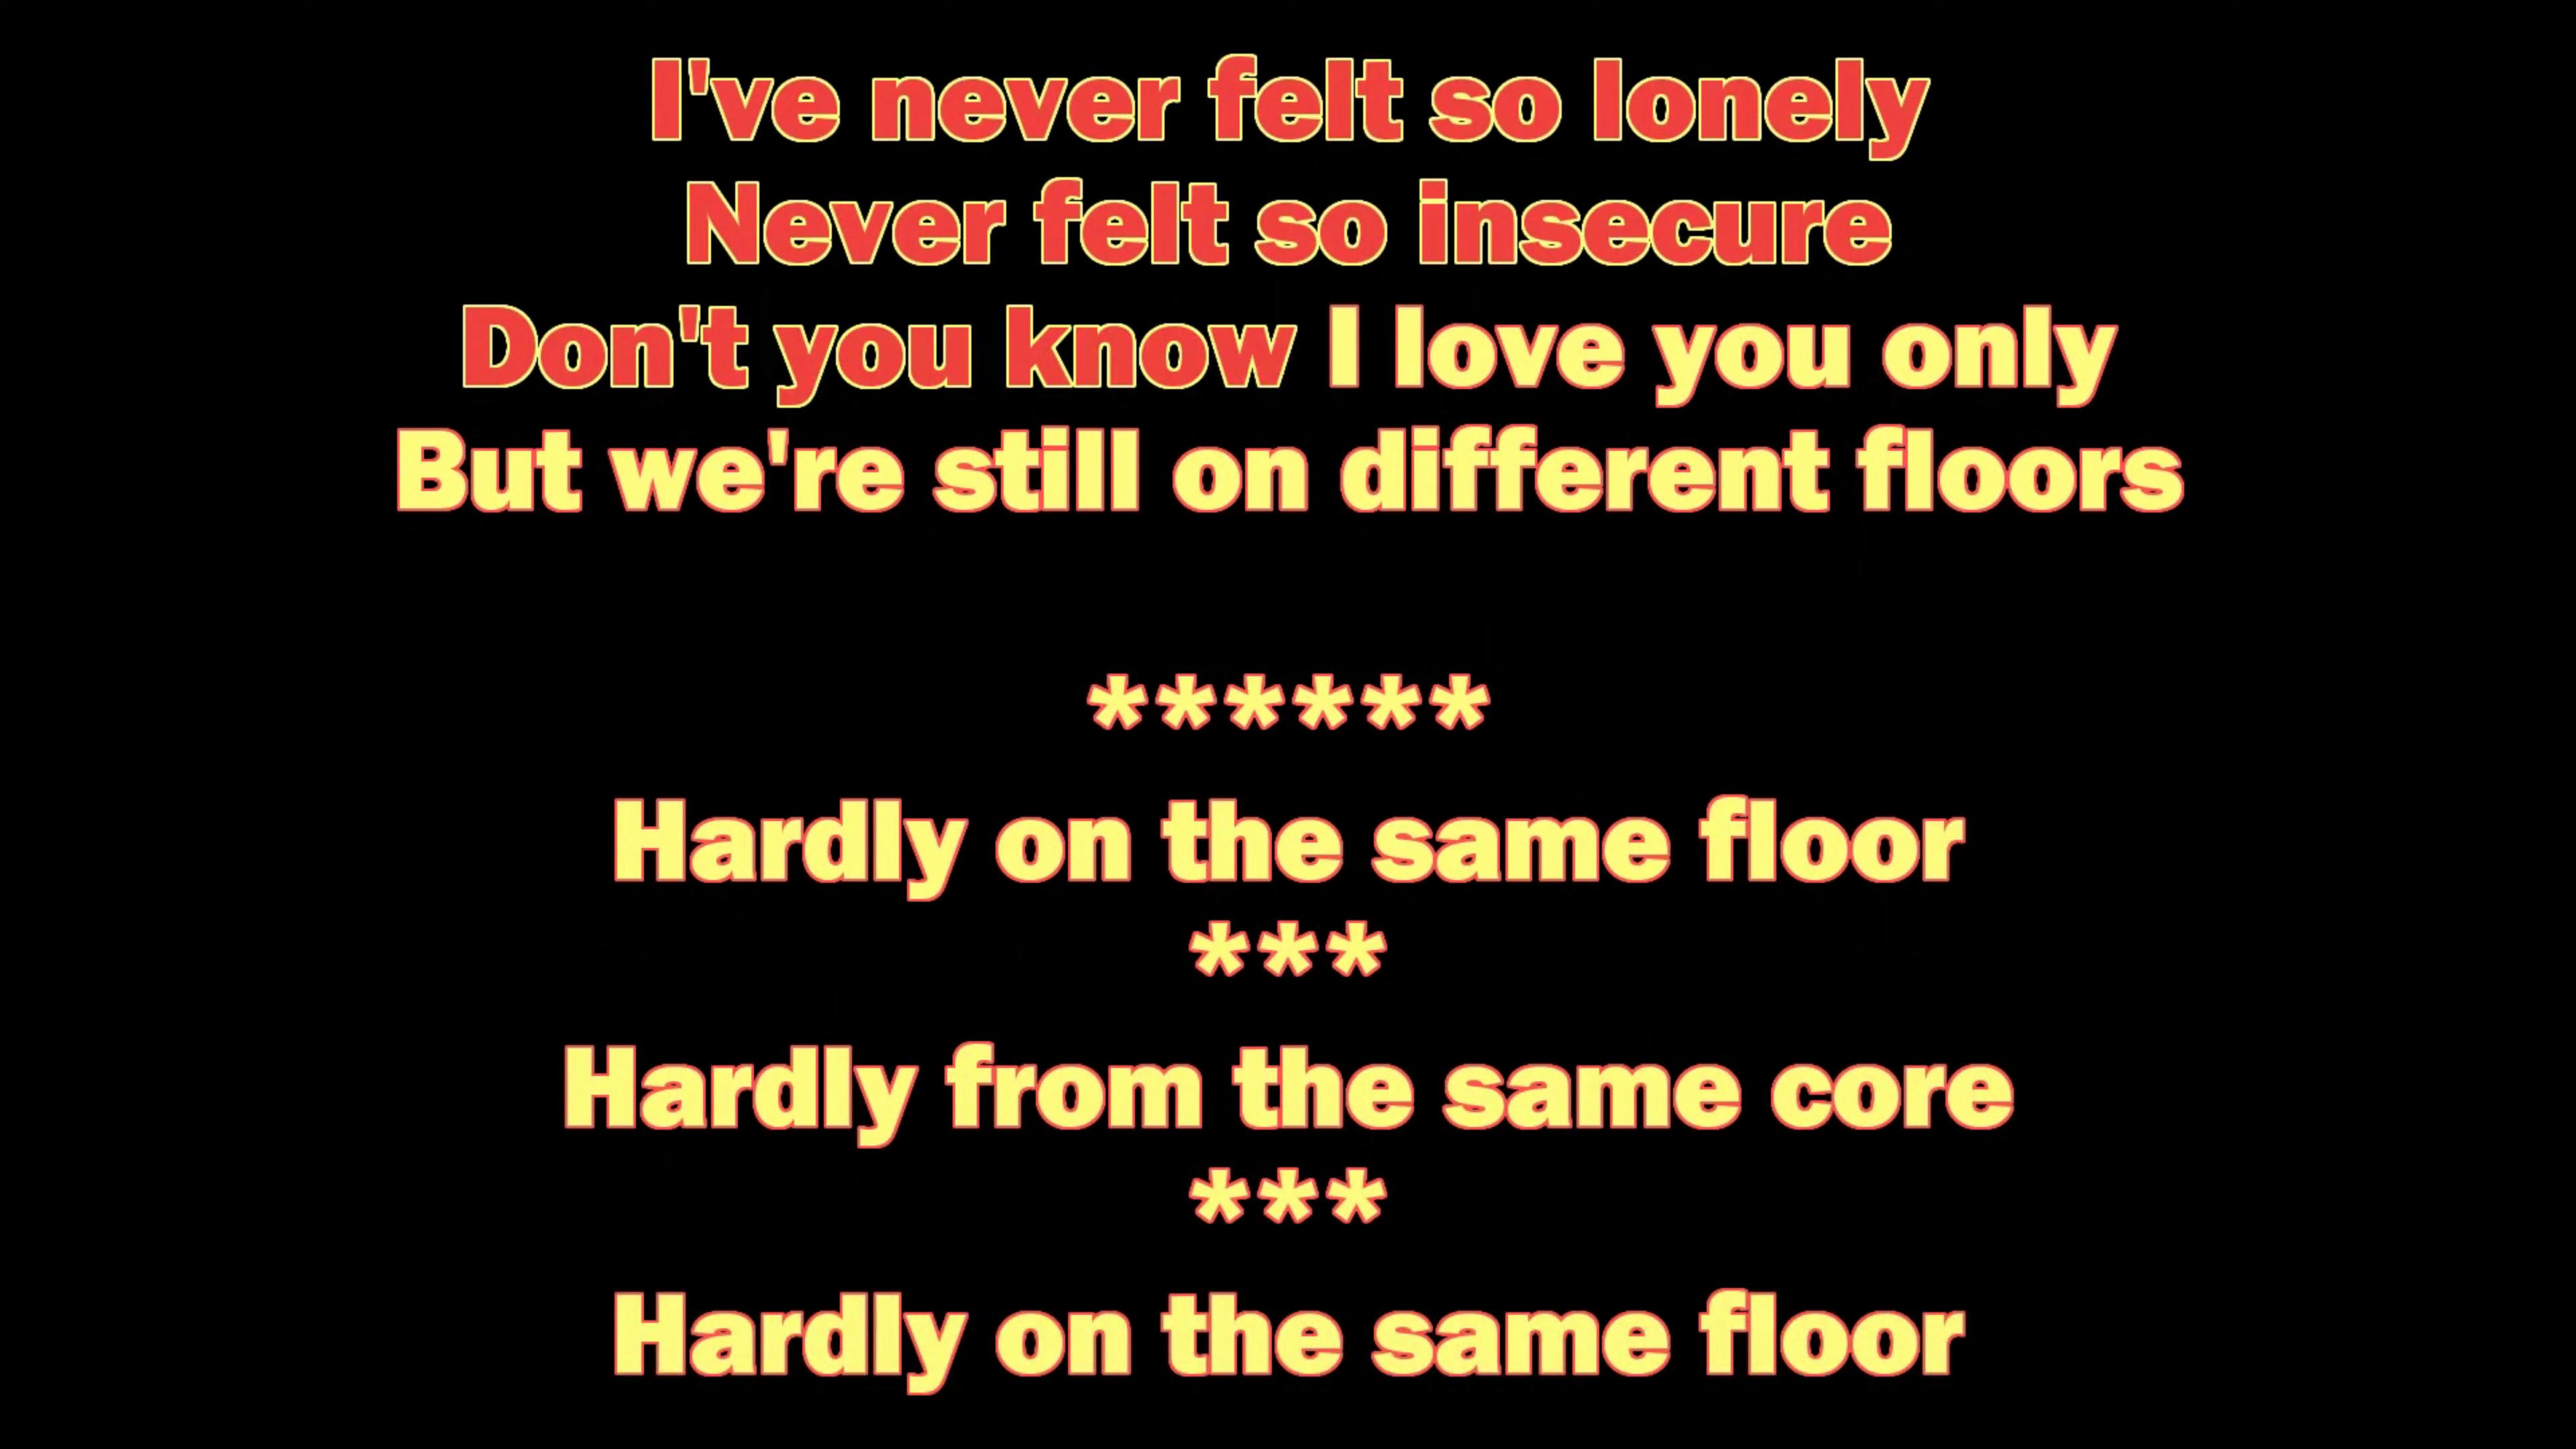 I've never felt so lonely
Never felt so insecure
Don't you know I love you only
But we're still on different floors
******
Hardly on the same floor
***
Hardly from the same core
***
Hardly on the same floor